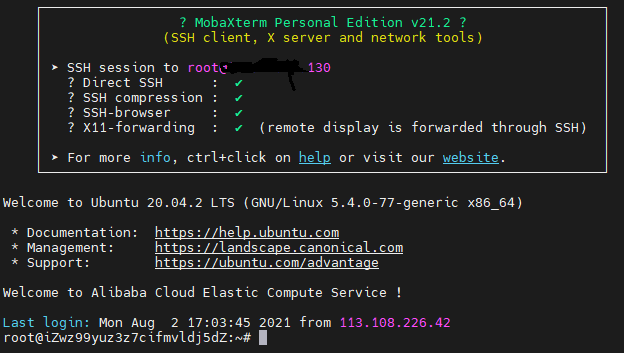 ? MobaXterm Personal Edition v21.2 ?
(SSH client, X server and network tools)
➤ SSH session to root@ .130
? Direct SSH : ✔
? SSH compression : ✔
? SSH-browser : ✔
? X11-forwarding : ✔ (remote display is forwarded through SSH)
➤ For more info, ctrl+click on help or visit our website.
Welcome to Ubuntu 20.04.2 LTS (GNU/Linux 5.4.0-77-generic x86_64)
* Documentation: https://help.ubuntu.com
* Management: https://landscape.canonical.com
* Support: https://ubuntu.com/advantage
Welcome to Alibaba Cloud Elastic Compute Service !
Last login: Mon Aug 2 17:03:45 2021 from 113.108.226.42
root@iZwz99yuz3z7cifmvldj5dZ:~#